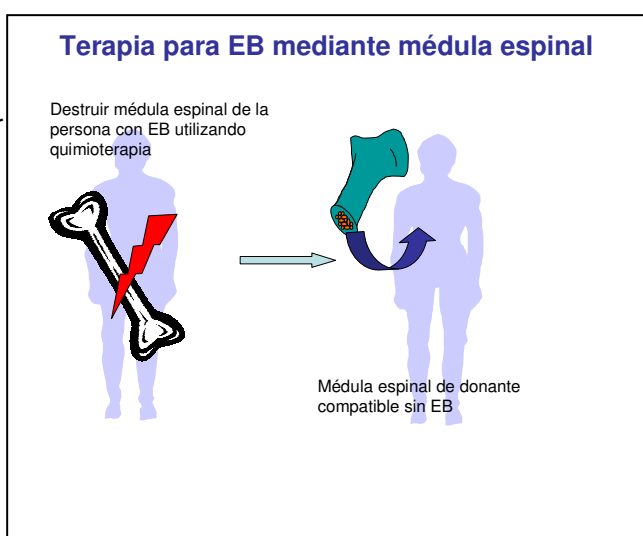 Terapia para EB mediante médula espinal
Destruir médula espinal de la
persona con EB utilizando
quimioterapia
Médula espinal de donante
compatible sin EB